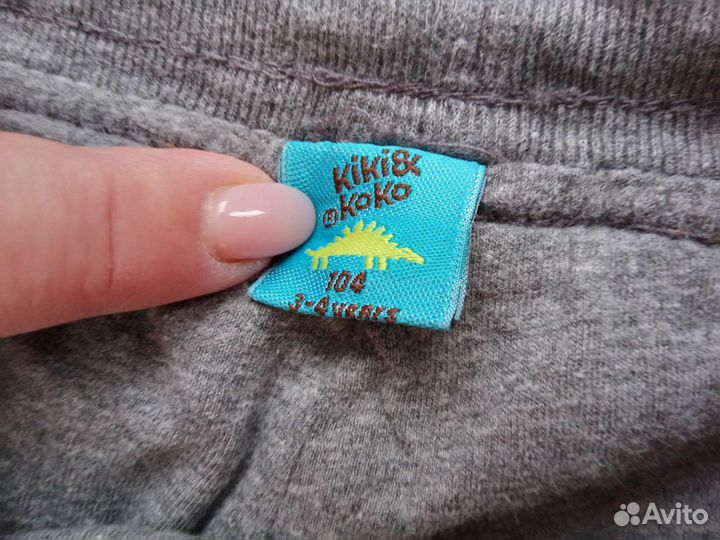 Kiki&
® KoKo
104
3-4 years
Avito